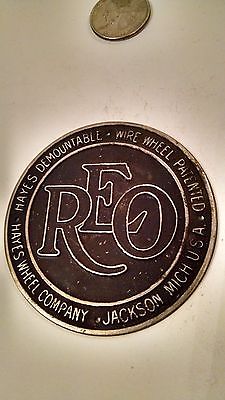 HAYES DEMOUNTABLE · WIRE WHEEL PATENTED ·
REO
HAYES WHEEL COMPANY · JACKSON MICH U.S.A. ·